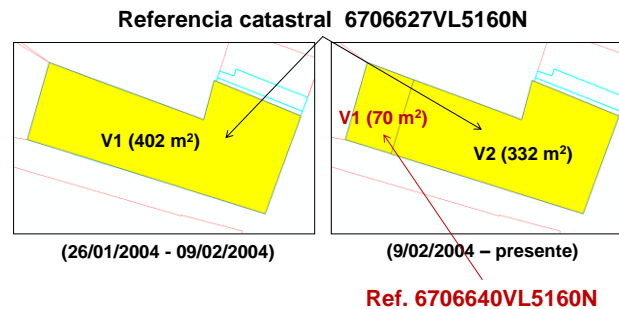 Referencia catastral 6706627VL5160N
V1 (402 m²)
V1 (70 m²)
V2 (332 m²)
(26/01/2004 - 09/02/2004)
(9/02/2004 – presente)
Ref. 6706640VL5160N